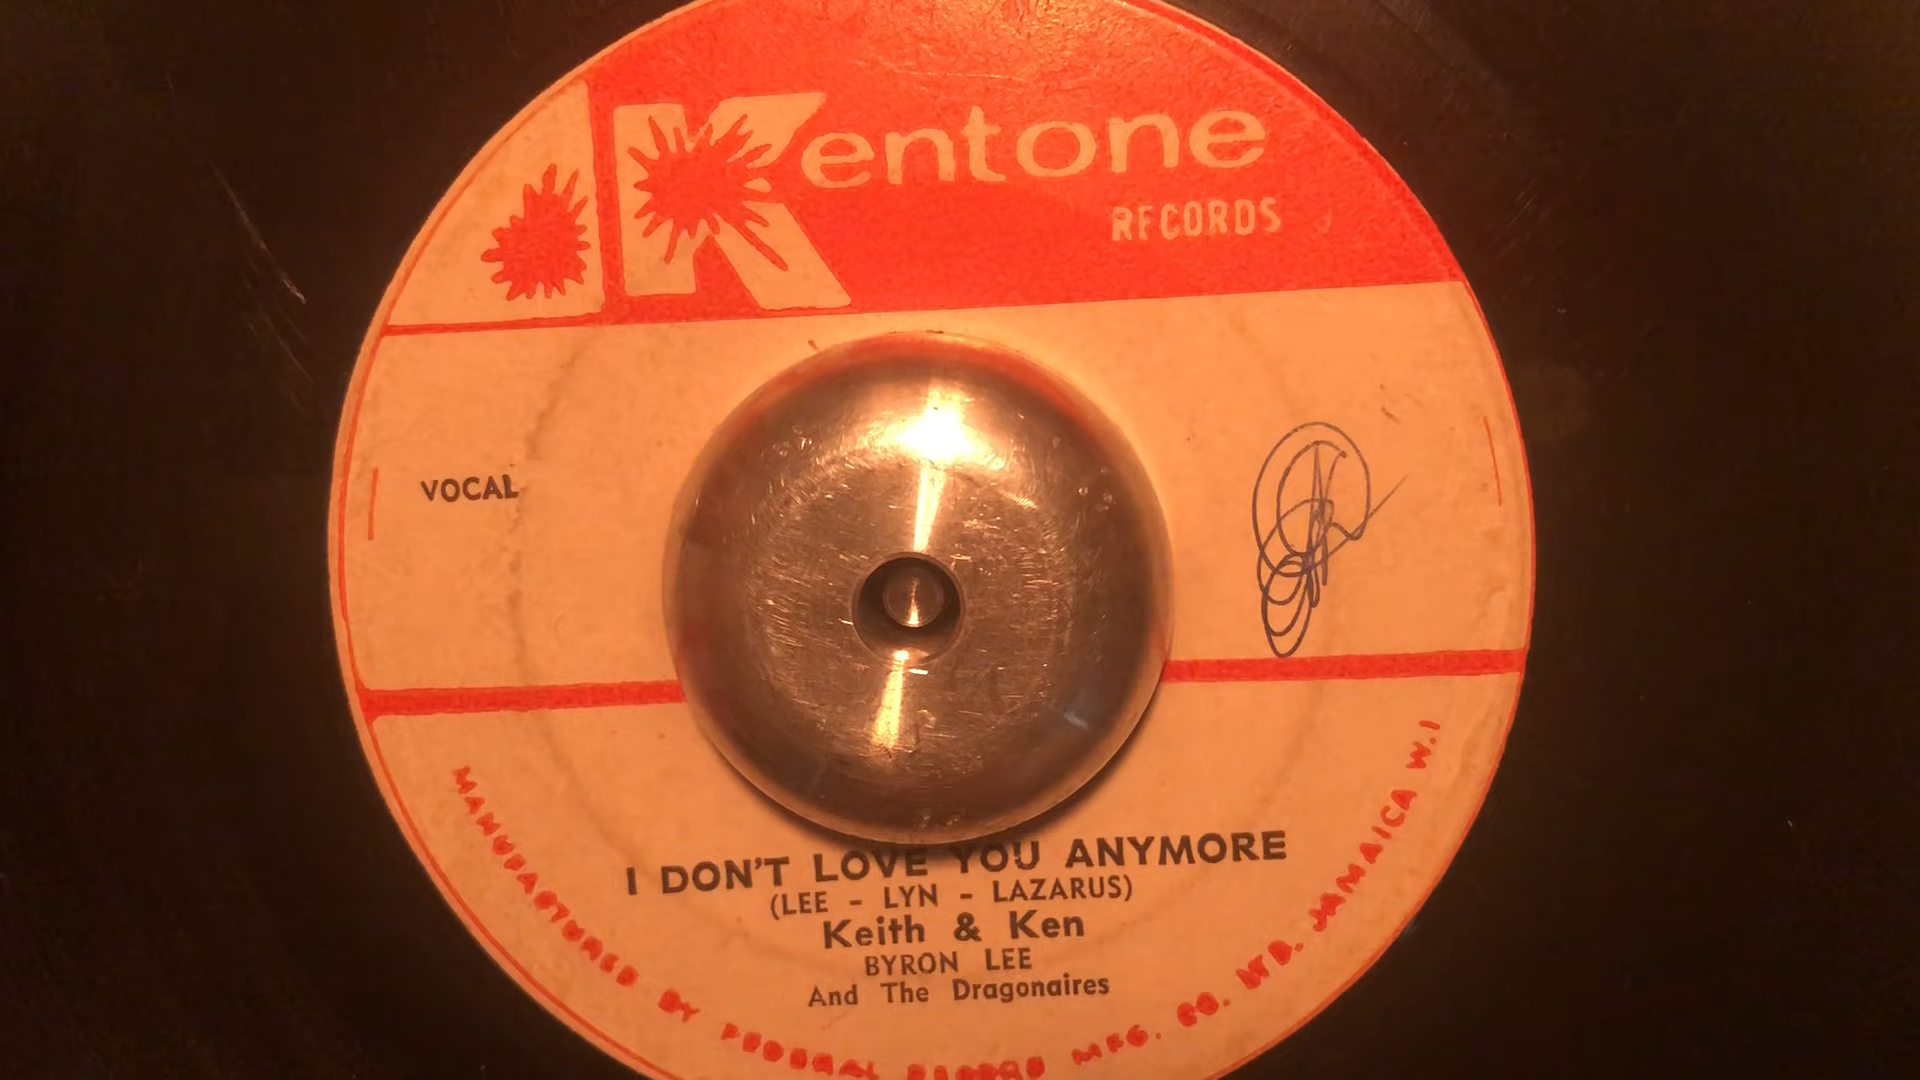 Kentone
RECORDS
VOCAL
I DON'T LOVE YOU ANYMORE
(LEE - LYN - LAZARUS)
Keith & Ken
BYRON LEE
And The Dragonaires
MANUFACTURED BY FEDERAL RECORD MFG. CO. LTD. JAMAICA W.I